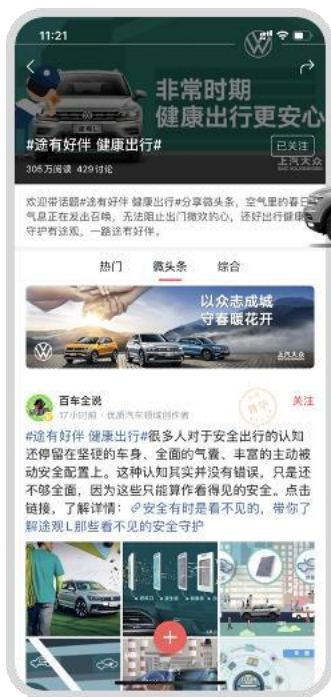 11:21
非常时期
健康出行更安心
#途有好伴 健康出行#
已关注
305万阅读 429讨论
上汽大众
欢迎带话题#途有好伴 健康出行#分享微头条，空气里的春日
气息正在发出召唤，无法阻止出门撒欢的心，还好出行健康
守护有途观，一路途有好伴。
热门 微头条 综合
以众志成城
守春暖花开
上汽大众
百车全说
关注
17小时前·优质汽车领域创作者
#途有好伴 健康出行#很多人对于安全出行的认知
还停留在坚硬的车身、全面的气囊、丰富的主动被
动安全配置上。这种认知其实并没有错误，只是还
不够全面，因为这些只能算作看得见的安全。点击
链接，了解详情：安全有时是看不见的，带你了
解途观L那些看不见的安全守护